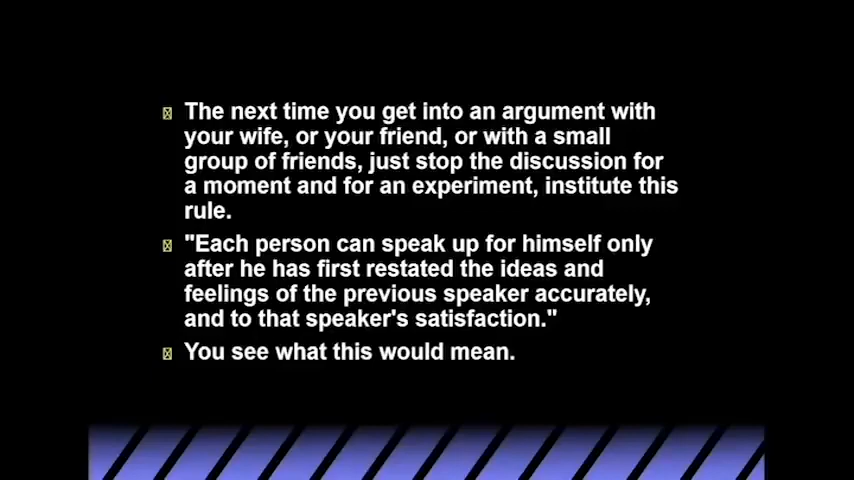 The next time you get into an argument with
your wife, or your friend, or with a small
group of friends, just stop the discussion for
a moment and for an experiment, institute this
rule.
"Each person can speak up for himself only
after he has first restated the ideas and
feelings of the previous speaker accurately,
and to that speaker's satisfaction."
You see what this would mean.